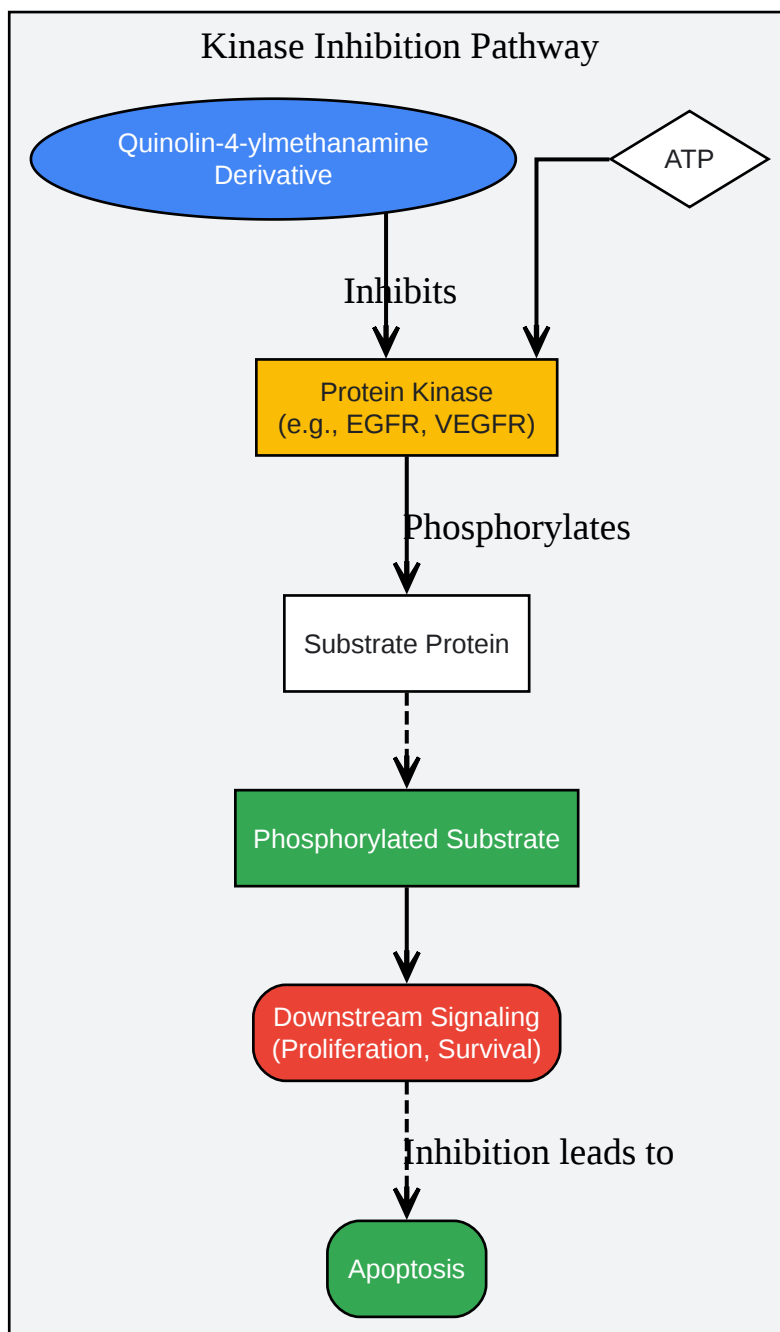 Kinase Inhibition Pathway
Quinolin-4-ylmethanamine
Derivative
ATP
Inhibits
Protein Kinase
(e.g., EGFR, VEGFR)
Phosphorylates
Substrate Protein
Phosphorylated Substrate
Downstream Signaling
(Proliferation, Survival)
Inhibition leads to
Apoptosis